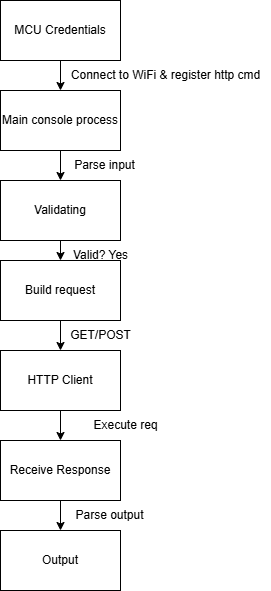 MCU Credentials
Connect to WiFi & register http cmd
Main console process
Parse input
Validating
Valid? Yes
Build request
GET/POST
HTTP Client
Execute req
Receive Response
Parse output
Output